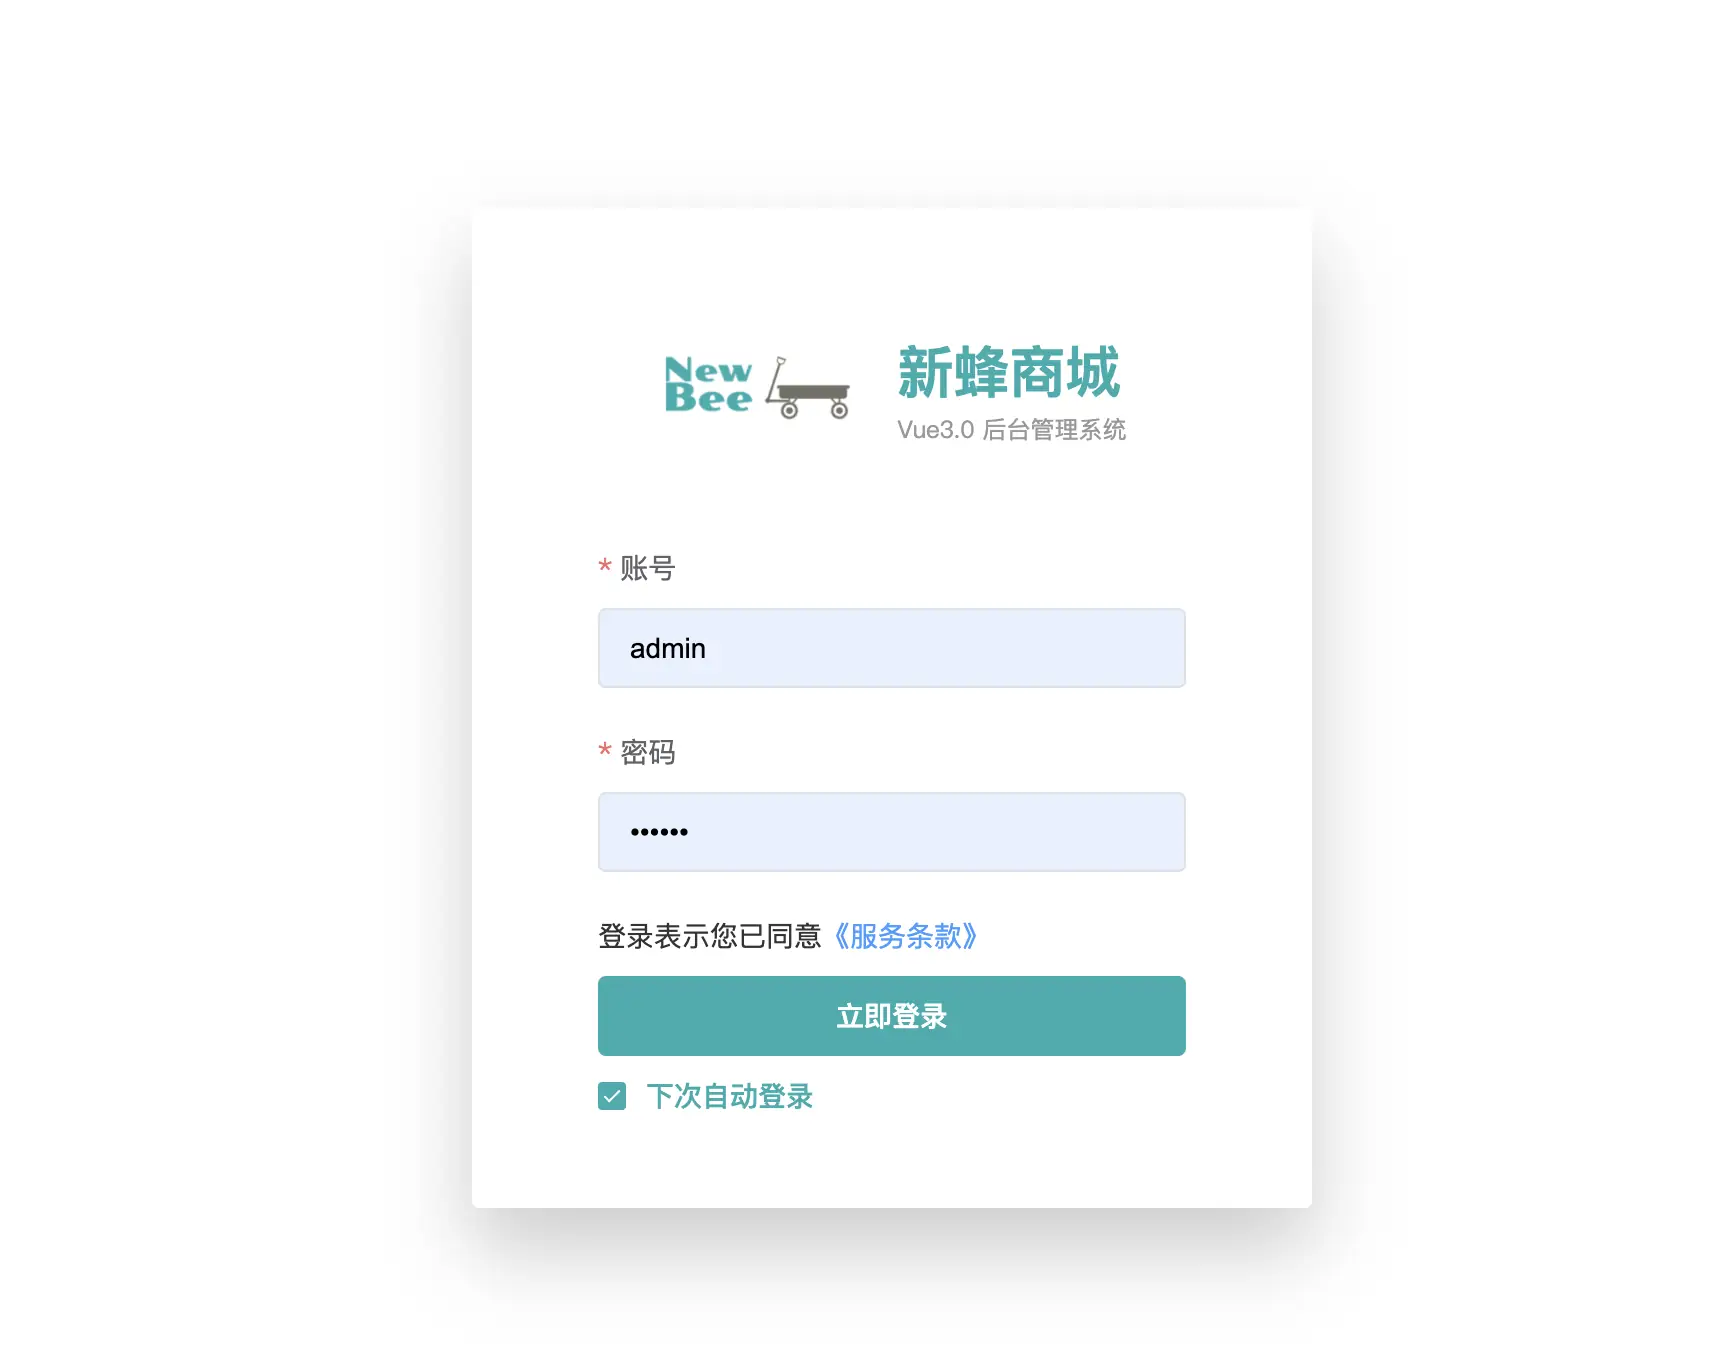 New
Bee
新蜂商城
Vue3.0 后台管理系统
* 账号
admin
* 密码
••••••
登录表示您已同意《服务条款》
立即登录
下次自动登录